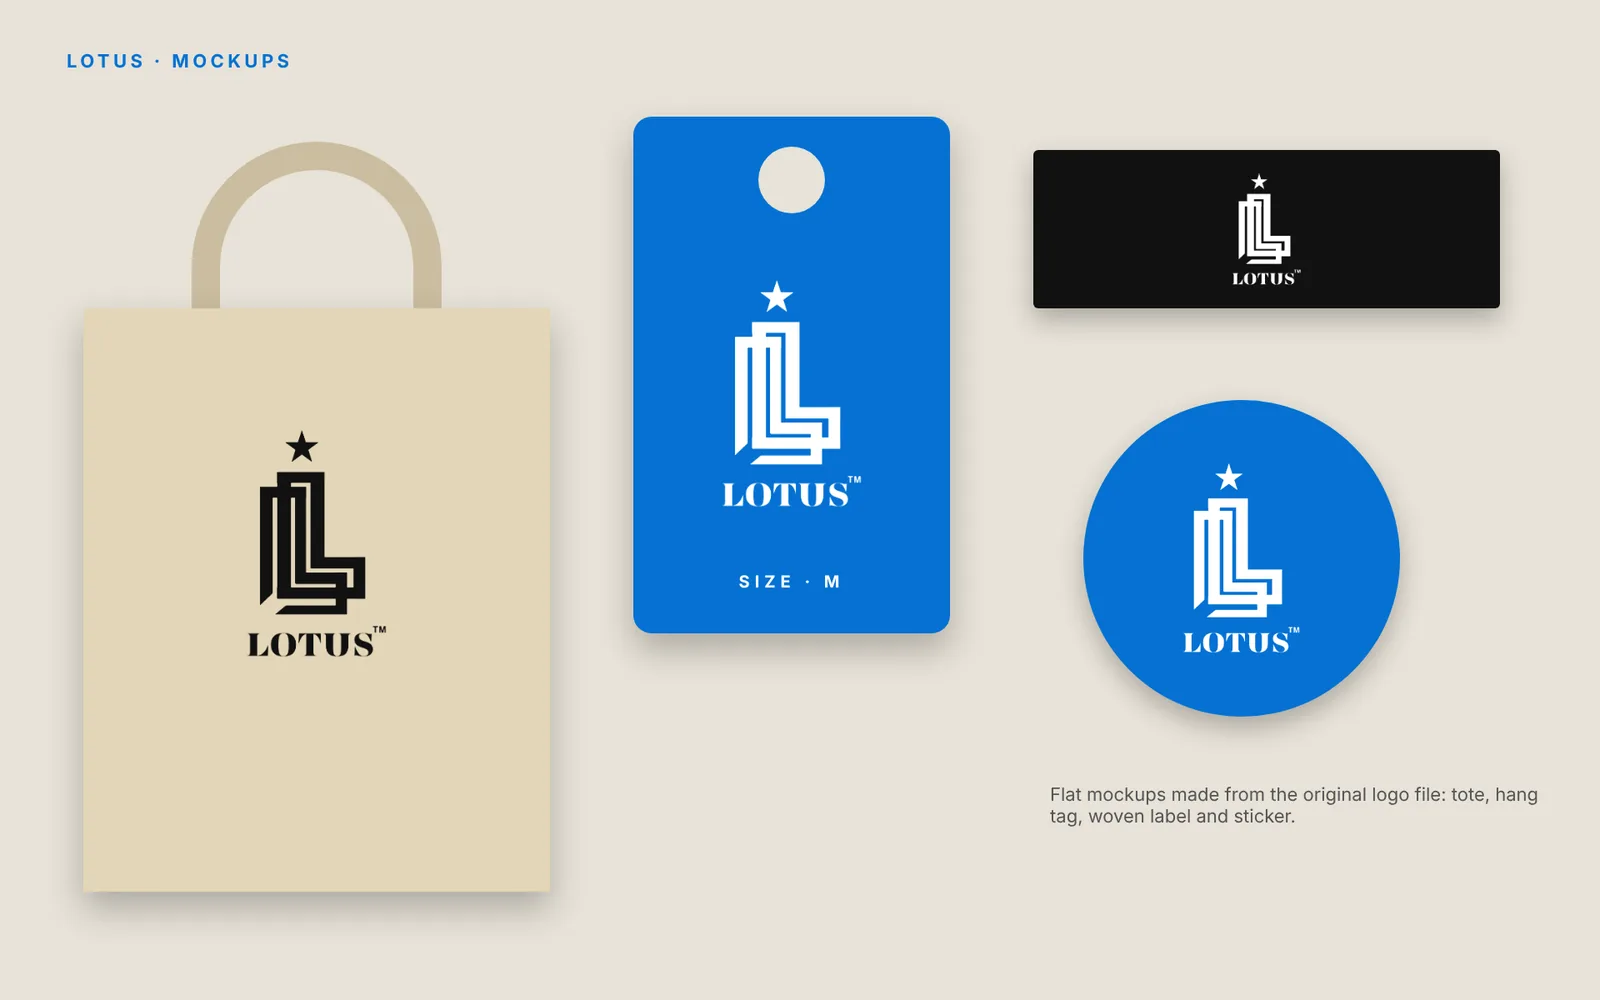 LOTUS · MOCKUPS
LOTUS™
LOTUS™
SIZE · M
LOTUS™
LOTUS™
Flat mockups made from the original logo file: tote, hang
tag, woven label and sticker.